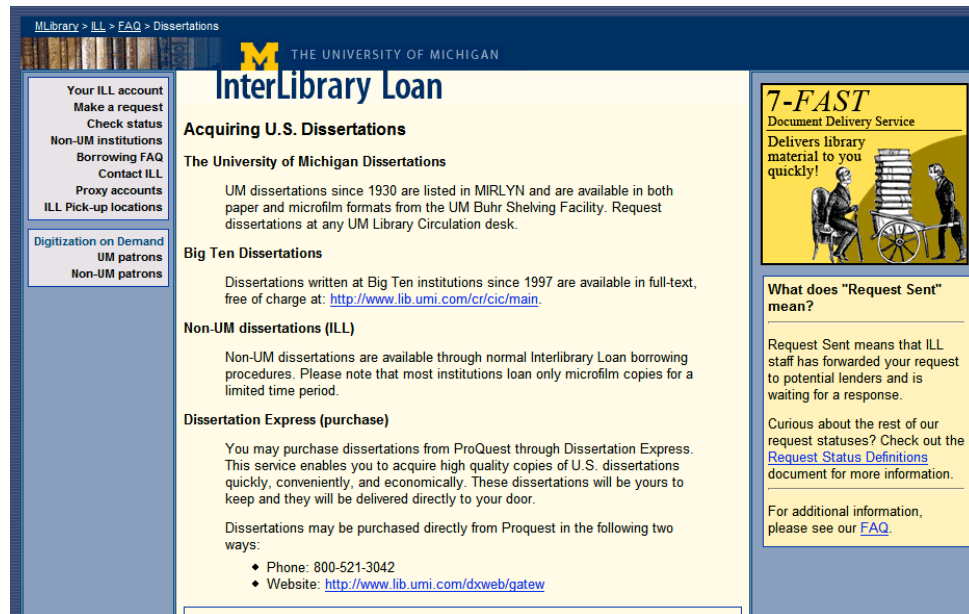 MLibrary > ILL > FAQ > Dissertations
M THE UNIVERSITY OF MICHIGAN
InterLibrary Loan
Your ILL account
Make a request
Check status
Non-UM institutions
Borrowing FAQ
Contact ILL
Proxy accounts
ILL Pick-up locations
Digitization on Demand
UM patrons
Non-UM patrons
Acquiring U.S. Dissertations
The University of Michigan Dissertations
UM dissertations since 1930 are listed in MIRLYN and are available in both
paper and microfilm formats from the UM Buhr Shelving Facility. Request
dissertations at any UM Library Circulation desk.
Big Ten Dissertations
Dissertations written at Big Ten institutions since 1997 are available in full-text,
free of charge at: http://www.lib.umi.com/cr/cic/main.
Non-UM dissertations (ILL)
Non-UM dissertations are available through normal Interlibrary Loan borrowing
procedures. Please note that most institutions loan only microfilm copies for a
limited time period.
Dissertation Express (purchase)
You may purchase dissertations from ProQuest through Dissertation Express.
This service enables you to acquire high quality copies of U.S. dissertations
quickly, conveniently, and economically. These dissertations will be yours to
keep and they will be delivered directly to your door.
Dissertations may be purchased directly from Proquest in the following two
ways:
◆ Phone: 800-521-3042
◆ Website: http://www.lib.umi.com/dxweb/gatew
7-FAST
Document Delivery Service
Delivers library
material to you
quickly!
What does "Request Sent"
mean?
Request Sent means that ILL
staff has forwarded your request
to potential lenders and is
waiting for a response.
Curious about the rest of our
request statuses? Check out the
Request Status Definitions
document for more information.
For additional information,
please see our FAQ.